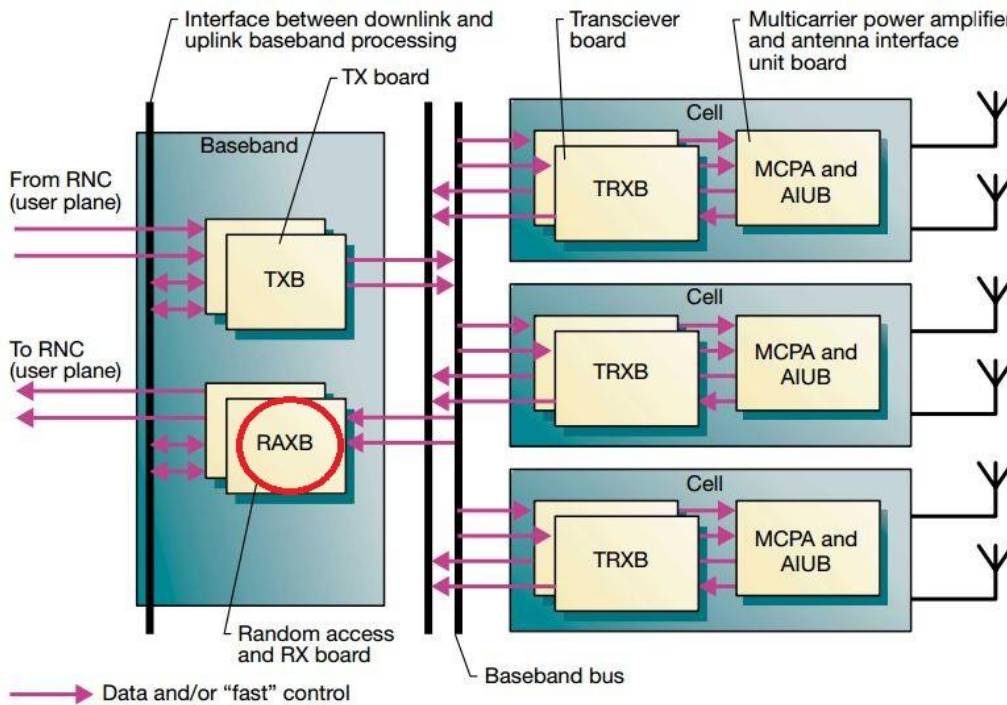 Interface between downlink and
uplink baseband processing
Transciever
board
Multicarrier power amplifier
and antenna interface
unit board
TX board
Baseband
Cell
From RNC
(user plane)
TXB
TRXB
MCPA and
AIUB
To RNC
(user plane)
Cell
TRXB
MCPA and
AIUB
RAXB
Cell
TRXB
MCPA and
AIUB
Random access
and RX board
Baseband bus
Data and/or “fast” control